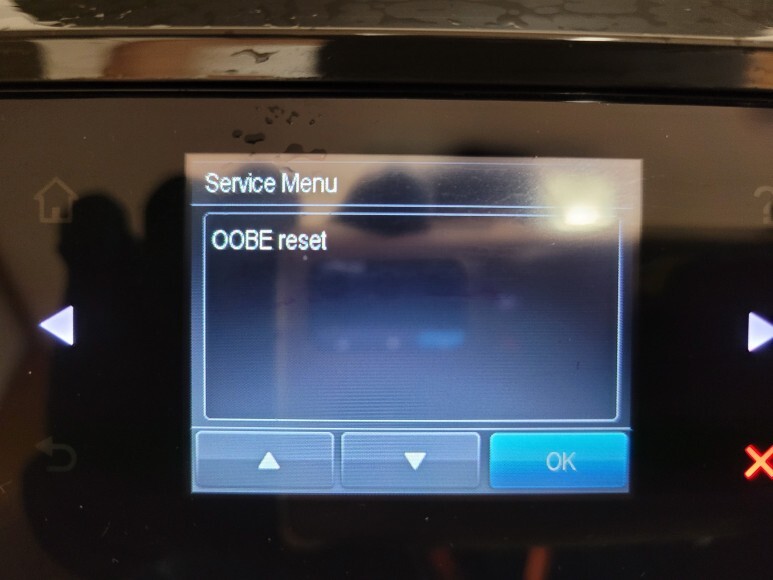 Service Menu
OOBE reset
OK
?